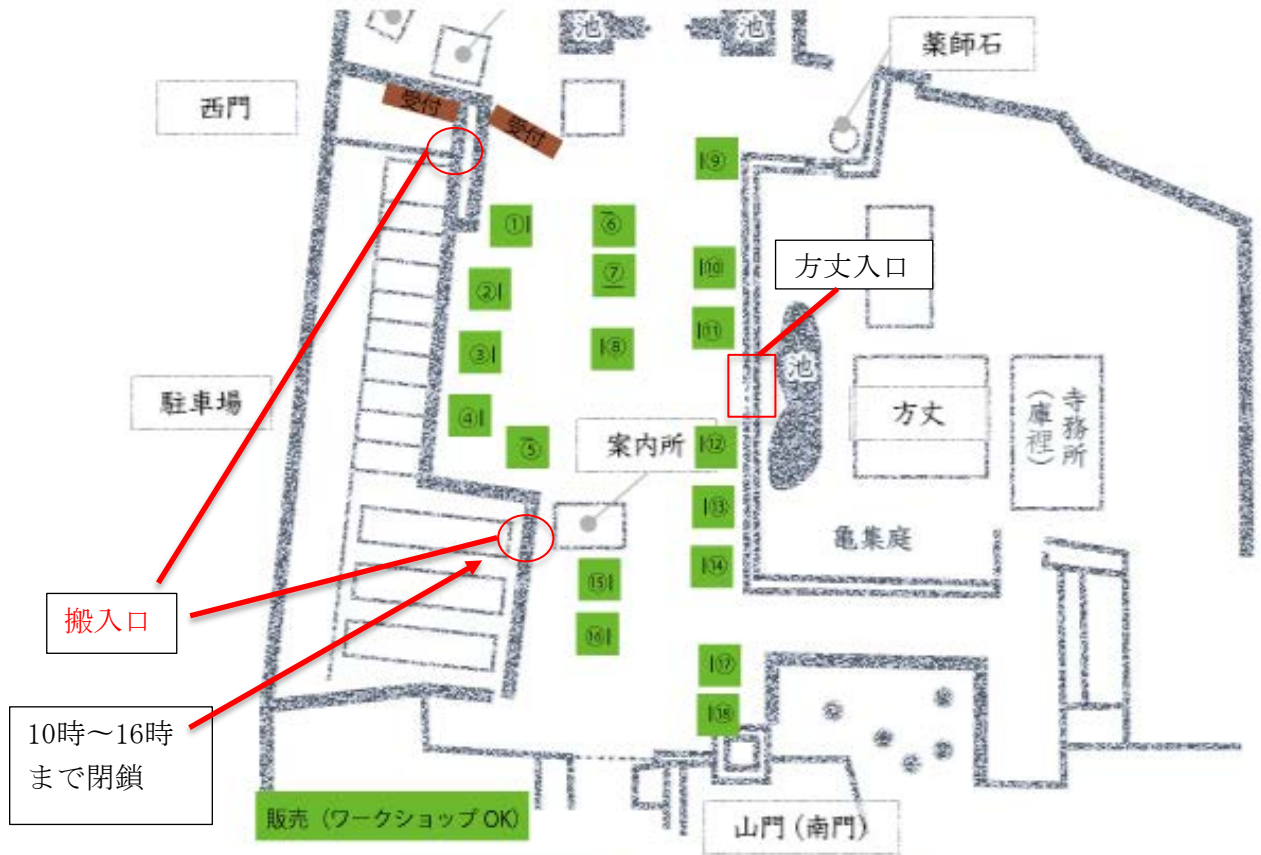 池
池
薬師石
西門
受付
受付
⑨
①
⑥
⑦
⑩
方丈入口
②
⑪
③
⑧
池
駐車場
④
⑤
案内所
⑫
方丈
寺務所
(庫裡)
⑬
亀集庭
⑭
⑮
搬入口
⑯
⑰
⑱
10時～16時
まで閉鎖
販売（ワークショップ OK）
山門(南門)